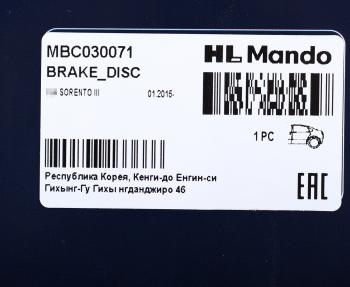 MBC030071
HL Mando
BRAKE_DISC
SORENTO III 01.2015-
1 PC
Республика Корея, Кенги-до Енгин-си
Гихынг-Гу Гихы нгданджиро 46
EAC